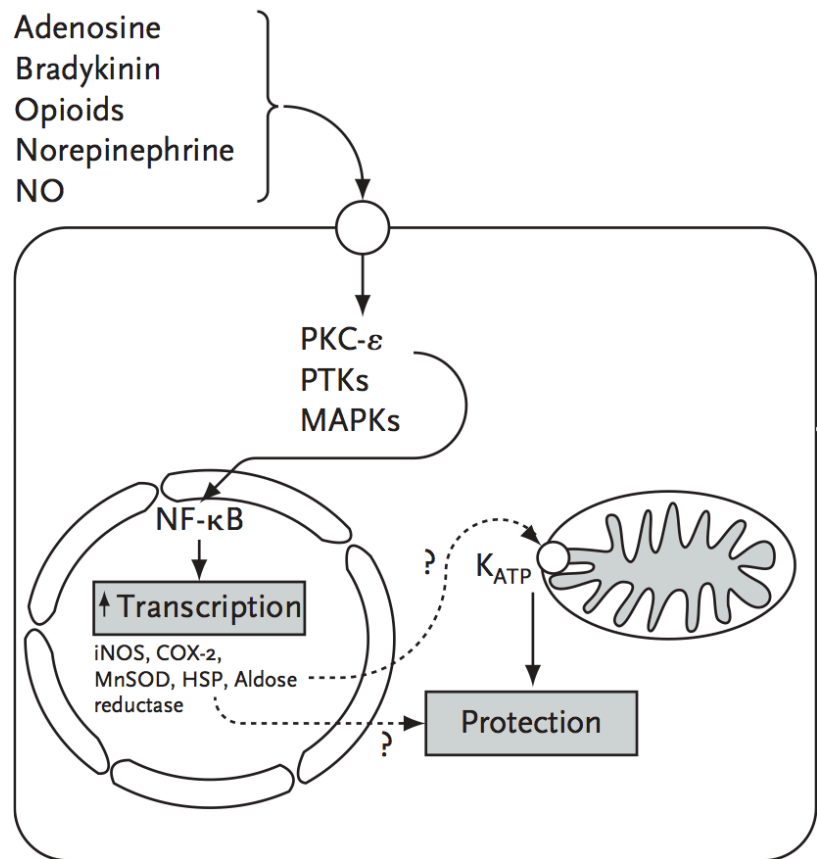 Adenosine
Bradykinin
Opioids
Norepinephrine
NO
PKC-ε
PTKs
MAPKs
NF-κB
Transcription
iNOS, COX-2,
MnSOD, HSP, Aldose
reductase
?
K_ATP
?
Protection